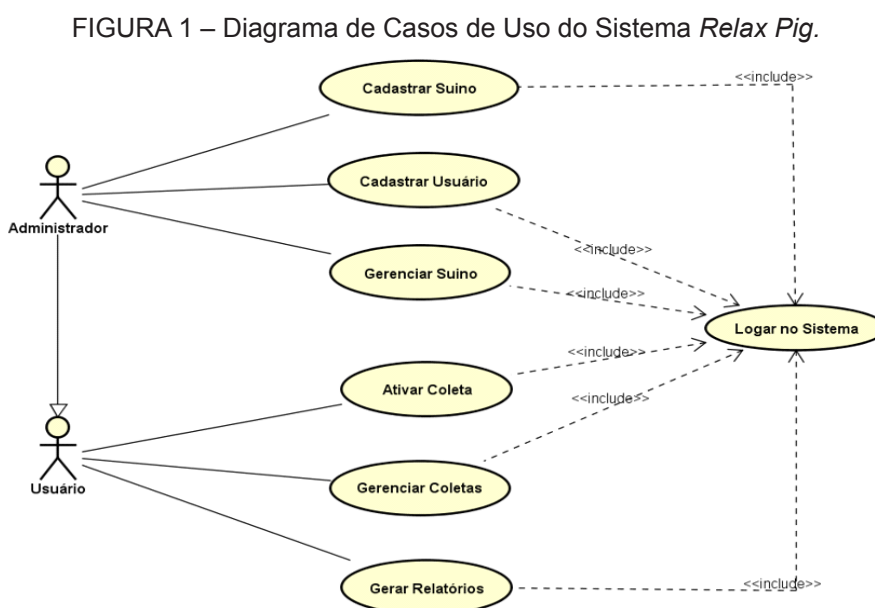 FIGURA 1 – Diagrama de Casos de Uso do Sistema Relax Pig.
<<include>>
Cadastrar Suino
Cadastrar Usuário
Administrador
<<include>>
Gerenciar Suino
<<include>>
Logar no Sistema
<<include>>
Ativar Coleta
<<include>>
Usuário
Gerenciar Coletas
Gerar Relatórios
<<include>>